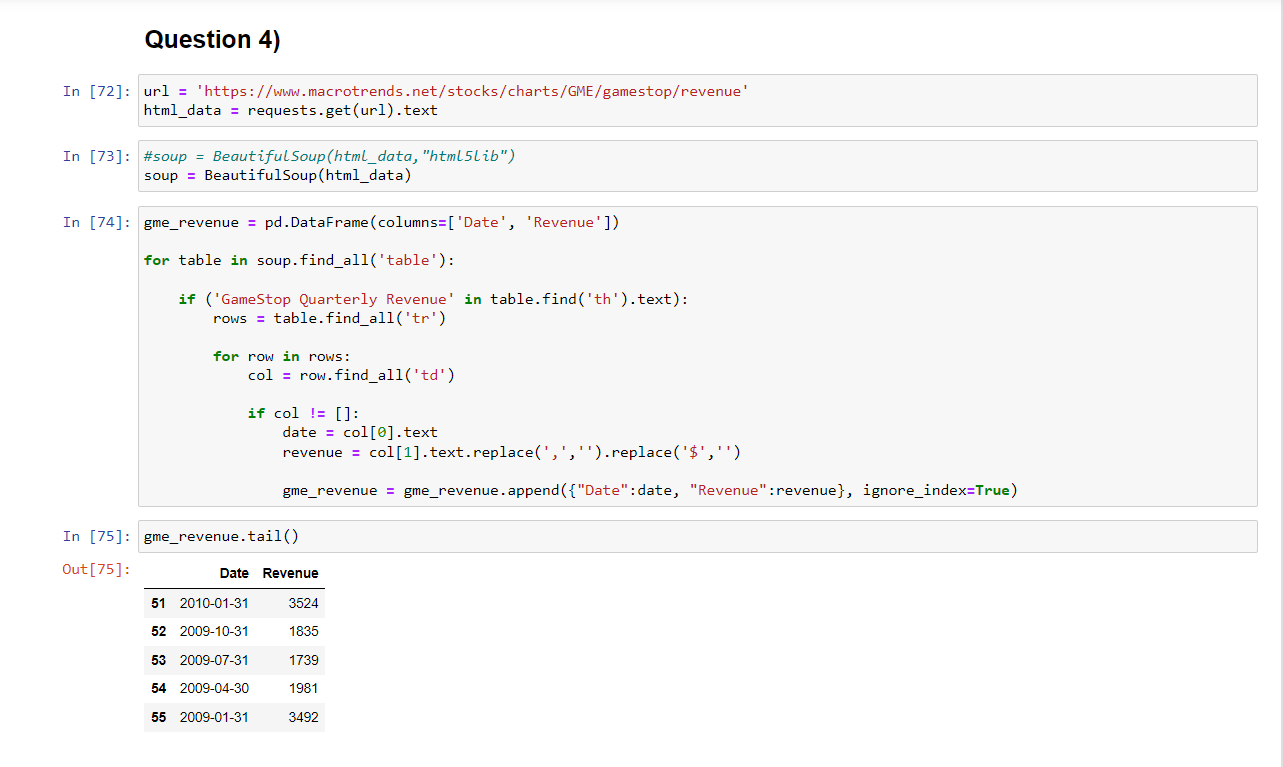 Question 4)
In [72]: url = 'https://www.macrotrends.net/stocks/charts/GME/gamestop/revenue'
html_data = requests.get(url).text
In [73]: #soup = BeautifulSoup(html_data,"html5lib")
soup = BeautifulSoup(html_data)
In [74]: gme_revenue = pd.DataFrame(columns=['Date', 'Revenue'])
for table in soup.find_all('table'):
    if ('GameStop Quarterly Revenue' in table.find('th').text):
        rows = table.find_all('tr')
        for row in rows:
            col = row.find_all('td')
            if col != []:
                date = col[0].text
                revenue = col[1].text.replace(',','').replace('$','')
                gme_revenue = gme_revenue.append({"Date":date, "Revenue":revenue}, ignore_index=True)
In [75]: gme_revenue.tail()
Out[75]:
Date Revenue
51 2010-01-31 3524
52 2009-10-31 1835
53 2009-07-31 1739
54 2009-04-30 1981
55 2009-01-31 3492